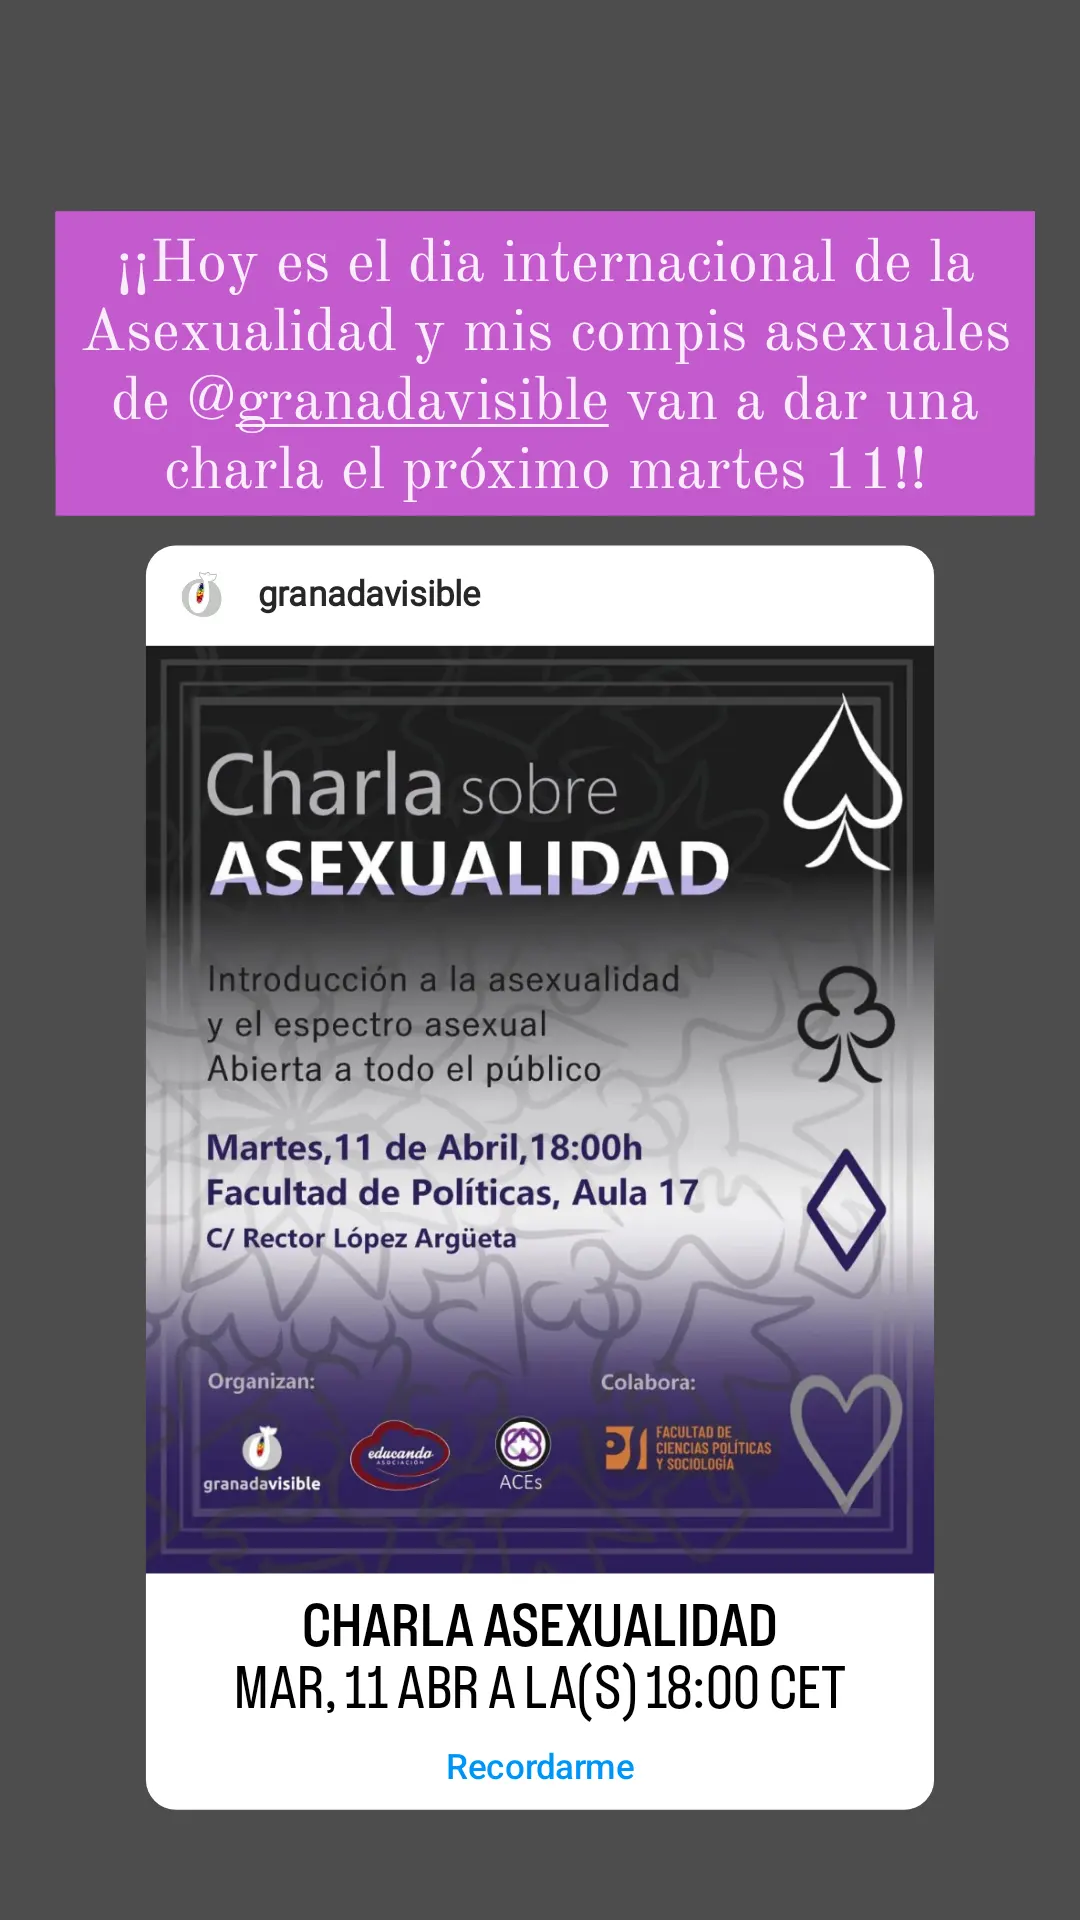 ¡¡Hoy es el dia internacional de la
Asexualidad y mis compis asexuales
de @granadavisible van a dar una
charla el próximo martes 11!!
granadavisible
Charla sobre
ASEXUALIDAD
Introducción a la asexualidad
y el espectro asexual
Abierta a todo el público
Martes,11 de Abril,18:00h
Facultad de Políticas, Aula 17
C/ Rector López Argüeta
Organizan:
Colabora:
granadavisible
educando
ASOCIACIÓN
ACEs
FACULTAD DE
CIENCIAS POLÍTICAS
Y SOCIOLOGÍA
CHARLA ASEXUALIDAD
MAR, 11 ABR A LA(S) 18:00 CET
Recordarme